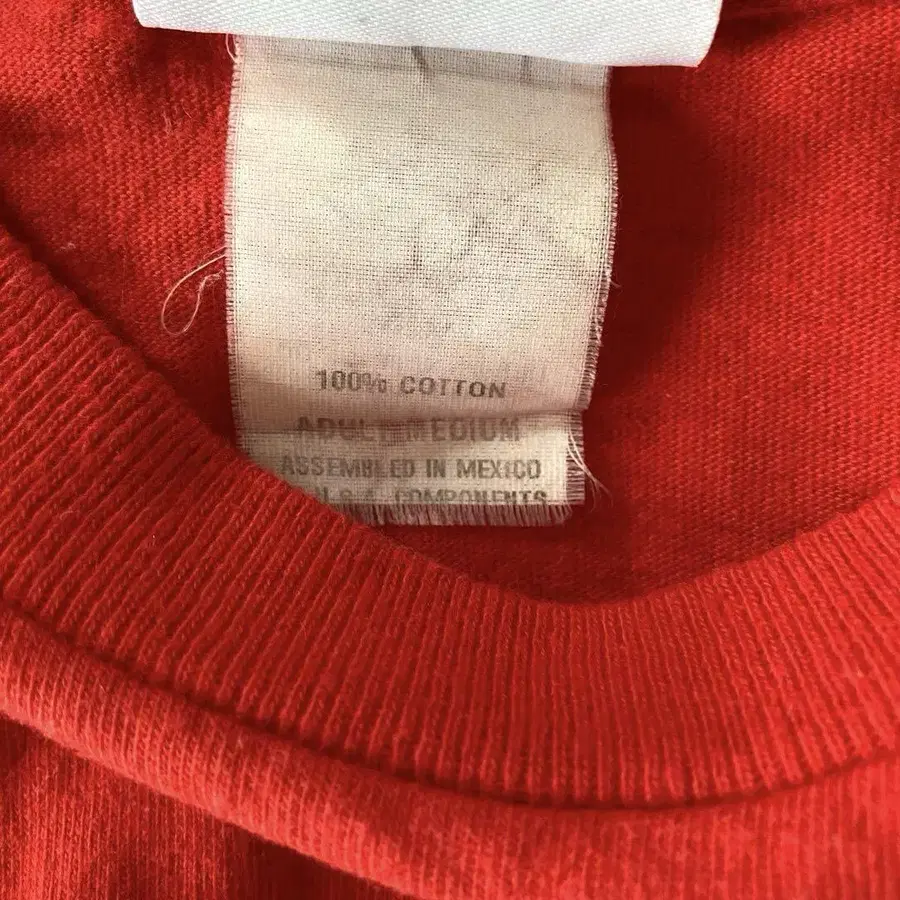 100% COTTON
ADULT MEDIUM
ASSEMBLED IN MEXICO
U.S.A. COMPONENTS